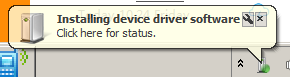 Installing device driver software
Click here for status.